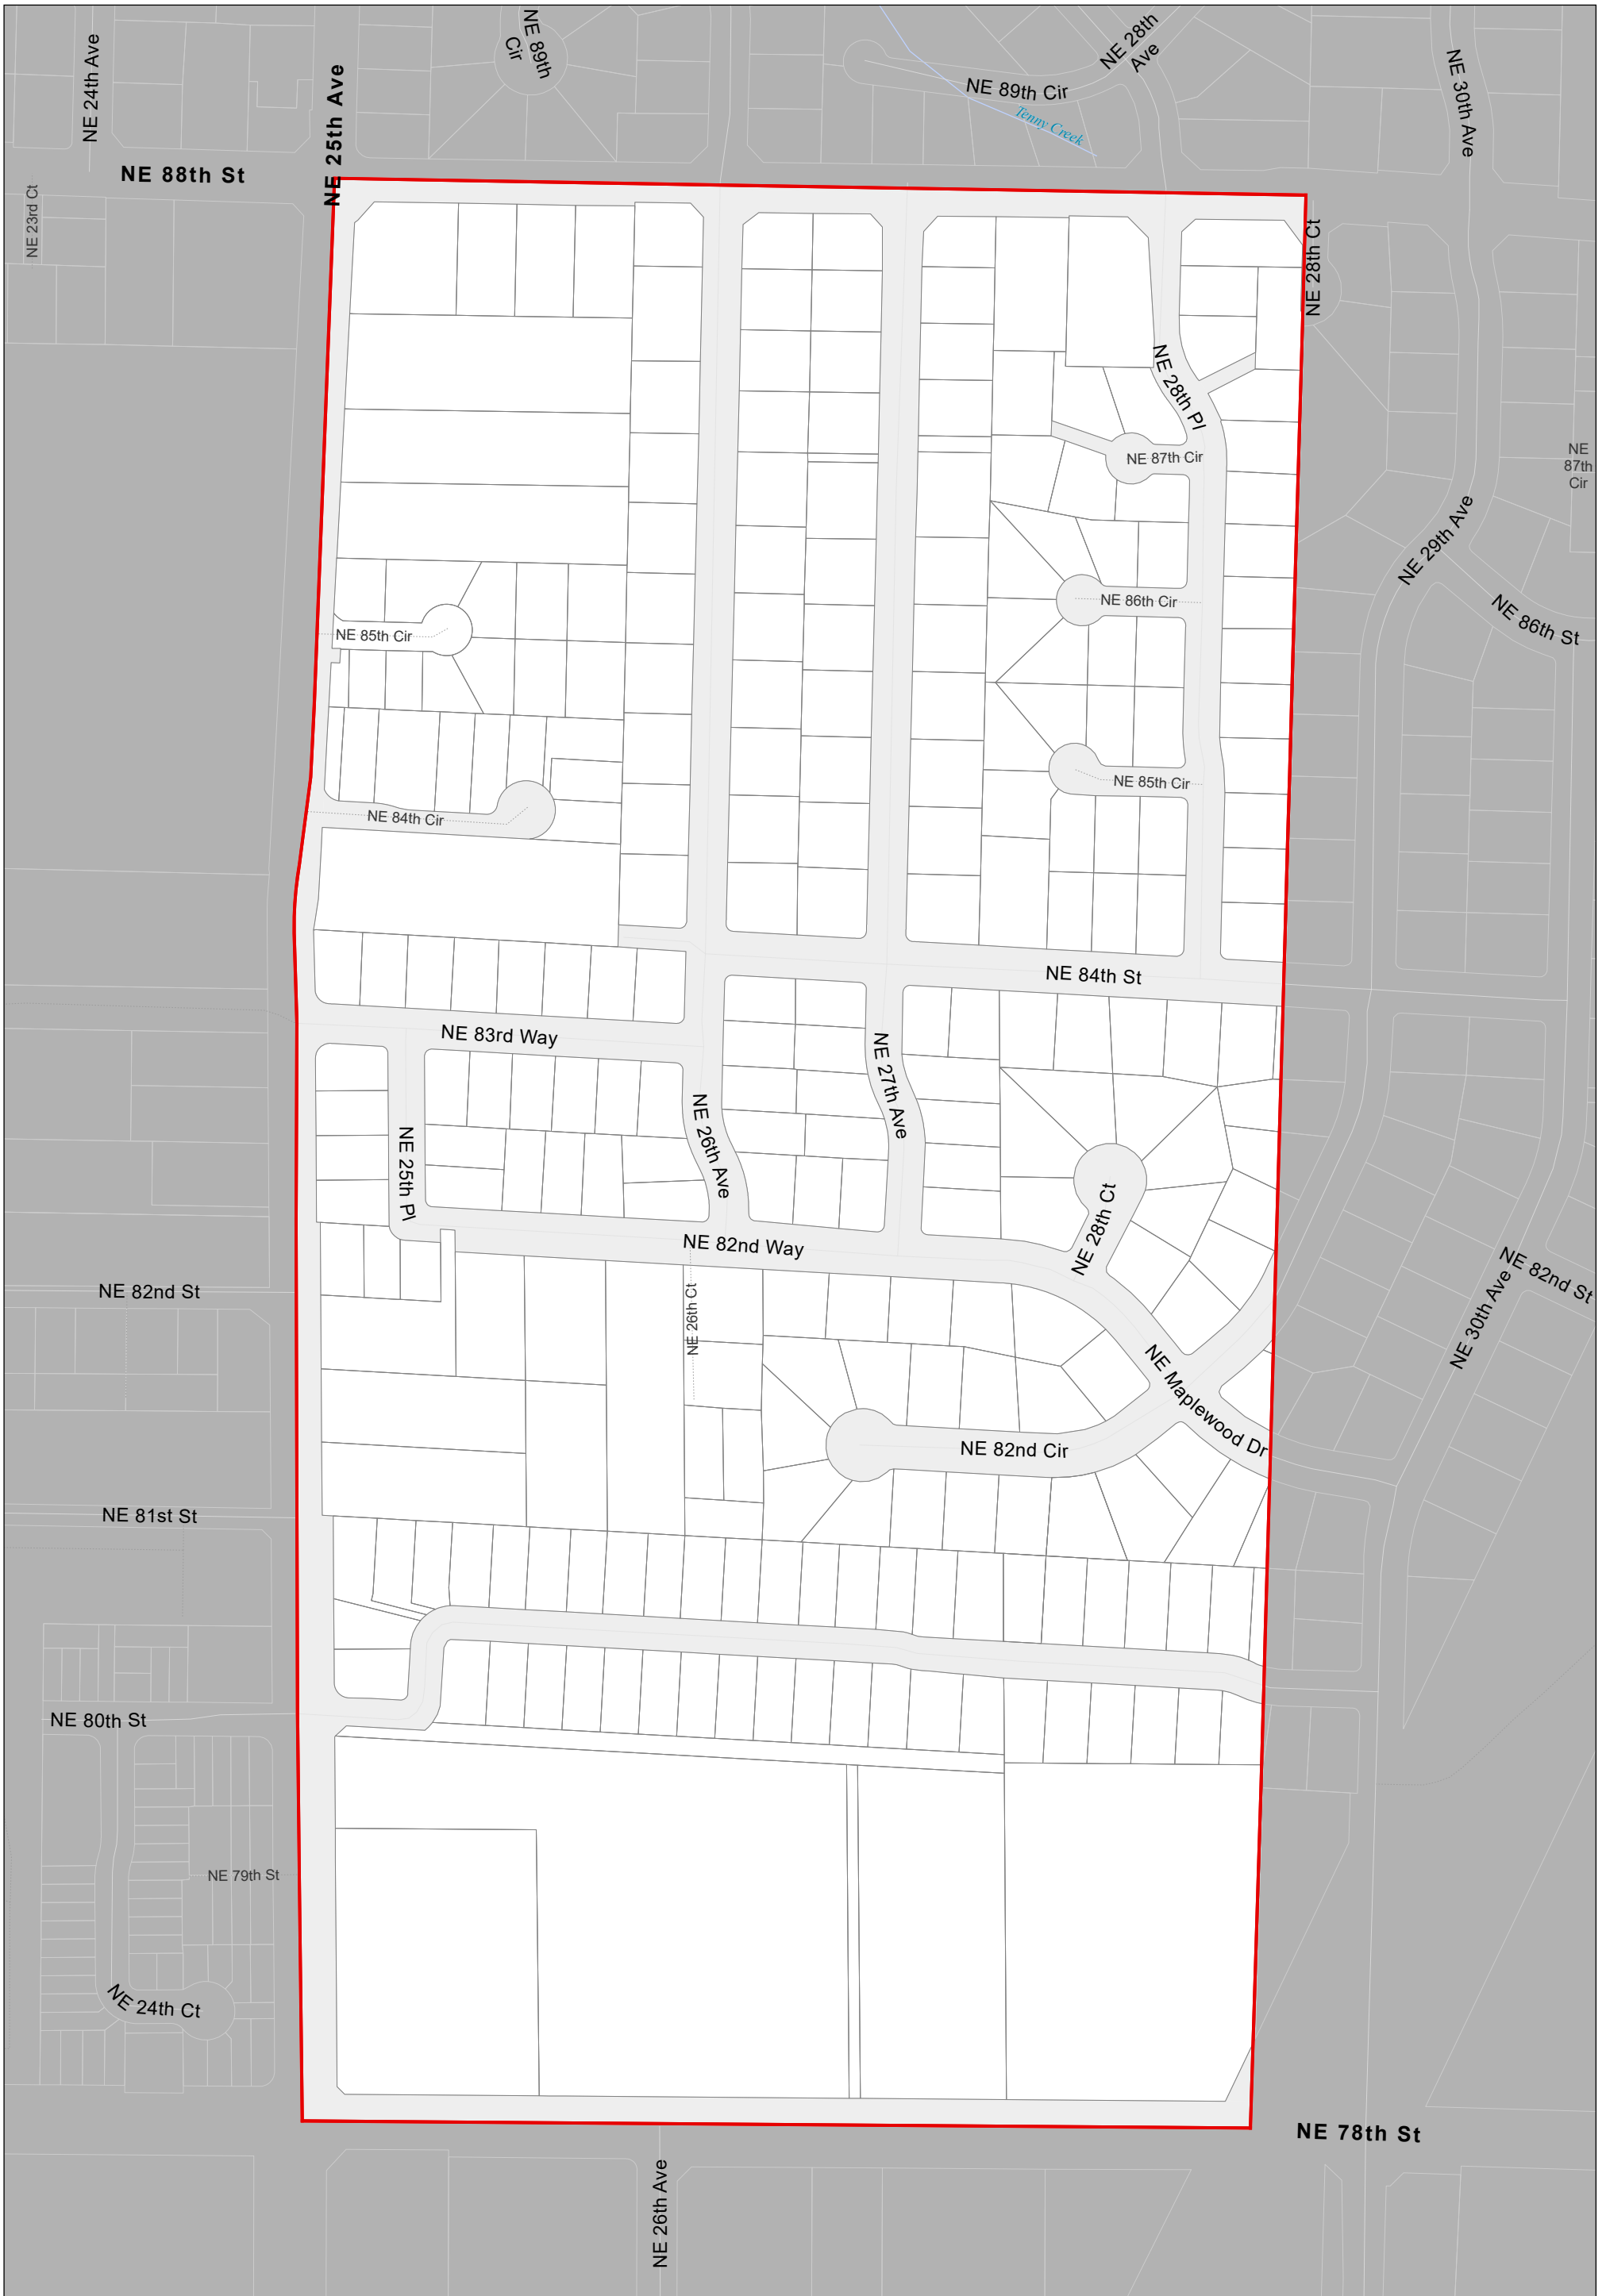 NE 24th Ave
NE 25th Ave
NE 89th
Cir
NE 28th
Ave
NE 89th Cir
Tenny Creek
NE 30th Ave
NE 88th St
NE 23rd Ct
NE 28th Ct
NE 28th Pl
NE 87th Cir
NE
87th
Cir
NE 29th Ave
NE 86th Cir
NE 86th St
NE 85th Cir
NE 85th Cir
NE 84th Cir
NE 84th St
NE 83rd Way
NE 27th Ave
NE 26th Ave
NE 25th Pl
NE 28th Ct
NE 82nd Way
NE 82nd St
NE 82nd St
NE 30th Ave
NE 26th Ct
NE Maplewood Dr
NE 82nd Cir
NE 81st St
NE 80th St
NE 79th St
NE 24th Ct
NE 78th St
NE 26th Ave